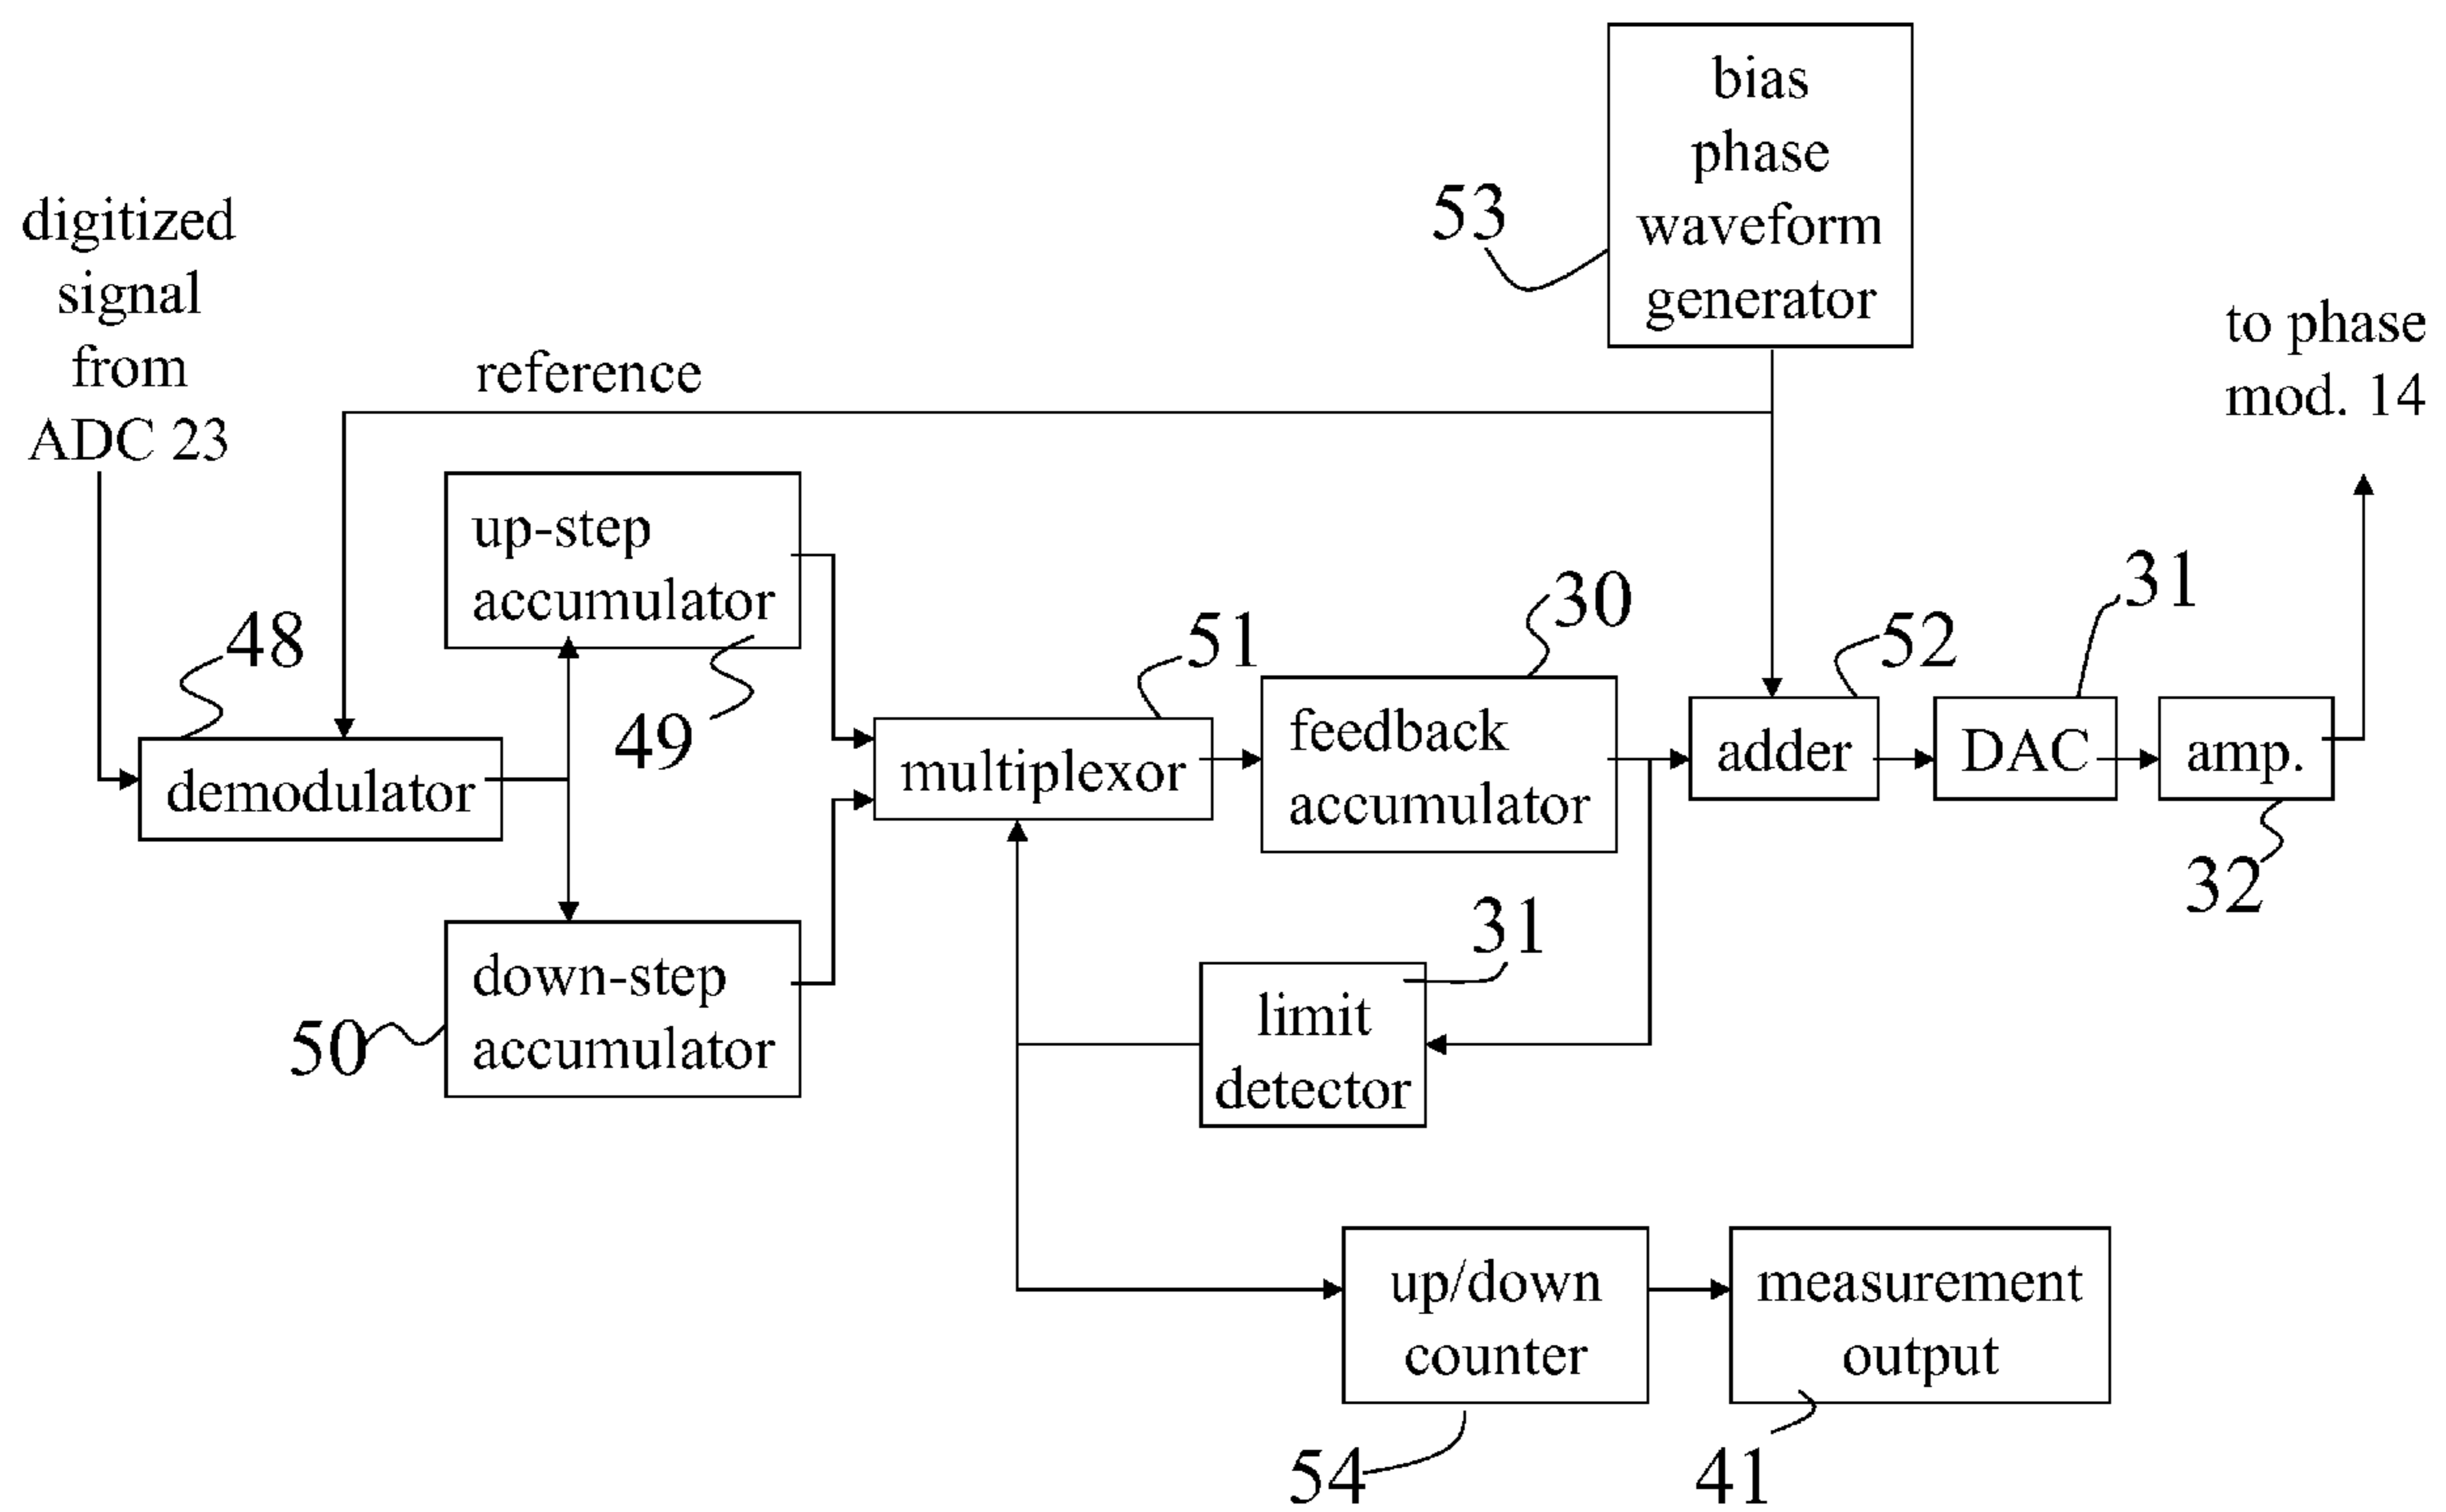 bias
phase
waveform
generator
53
digitized
signal
from
ADC 23
reference
to phase
mod. 14
up-step
accumulator
48
49
51
30
52
31
demodulator
multiplexor
feedback
accumulator
adder
DAC
amp.
32
down-step
accumulator
50
31
limit
detector
up/down
counter
measurement
output
54
41